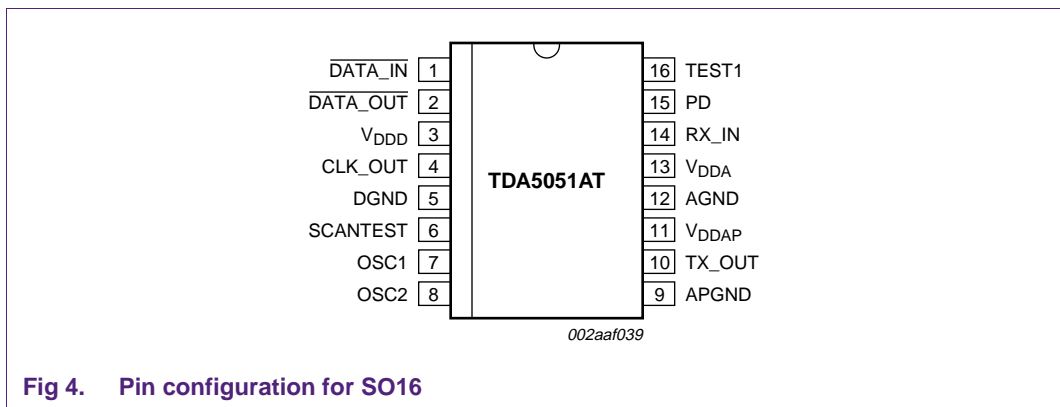 DATA_IN 1
DATA_OUT 2
VDDD 3
CLK_OUT 4
DGND 5
SCANTEST 6
OSC1 7
OSC2 8
TDA5051AT
16 TEST1
15 PD
14 RX_IN
13 VDDA
12 AGND
11 VDDAP
10 TX_OUT
9 APGND
002aaf039
Fig 4. Pin configuration for SO16